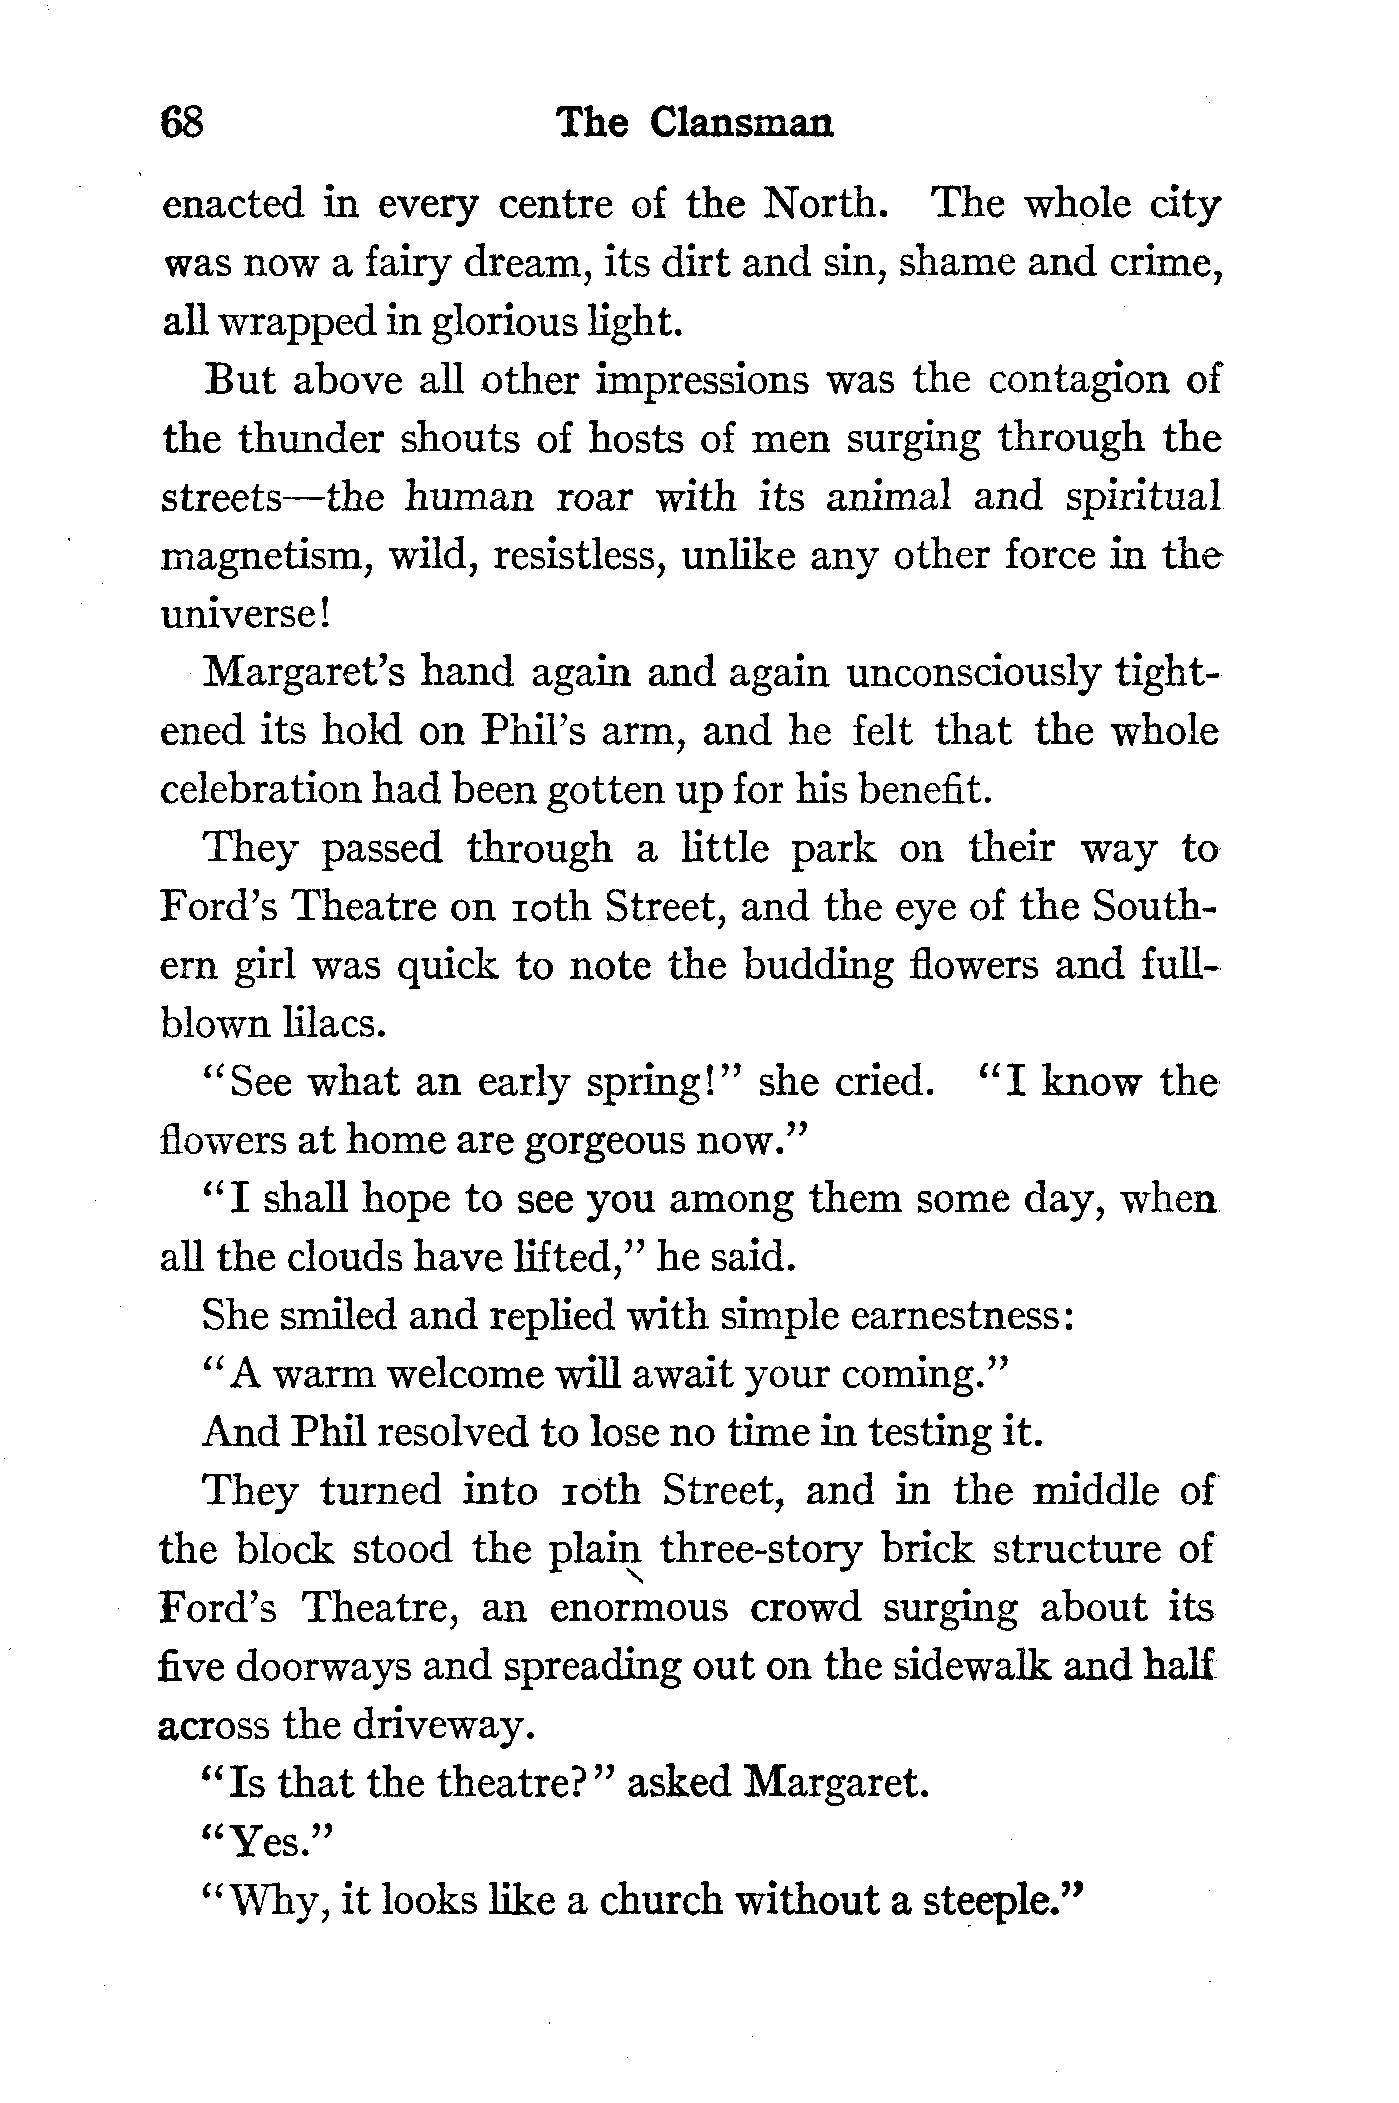 68 The Clansman
enacted in every centre of the North. The whole city
was now a fairy dream, its dirt and sin, shame and crime,
all wrapped in glorious light.
But above all other impressions was the contagion of
the thunder shouts of hosts of men surging through the
streets—the human roar with its animal and spiritual
magnetism, wild, resistless, unlike any other force in the
universe!
Margaret's hand again and again unconsciously tight-
ened its hold on Phil's arm, and he felt that the whole
celebration had been gotten up for his benefit.
They passed through a little park on their way to
Ford's Theatre on 10th Street, and the eye of the South-
ern girl was quick to note the budding flowers and full-
blown lilacs.
"See what an early spring!" she cried. "I know the
flowers at home are gorgeous now."
"I shall hope to see you among them some day, when
all the clouds have lifted," he said.
She smiled and replied with simple earnestness:
"A warm welcome will await your coming."
And Phil resolved to lose no time in testing it.
They turned into 10th Street, and in the middle of
the block stood the plain three-story brick structure of
Ford's Theatre, an enormous crowd surging about its
five doorways and spreading out on the sidewalk and half
across the driveway.
"Is that the theatre?" asked Margaret.
"Yes."
"Why, it looks like a church without a steeple."